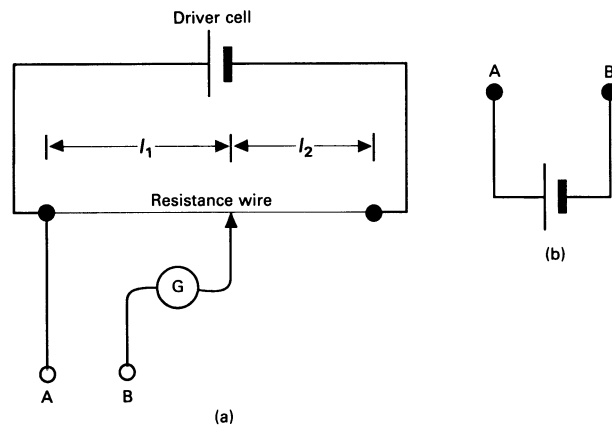 Driver cell
l₁
l₂
Resistance wire
G
A
B
(a)
A
B
(b)